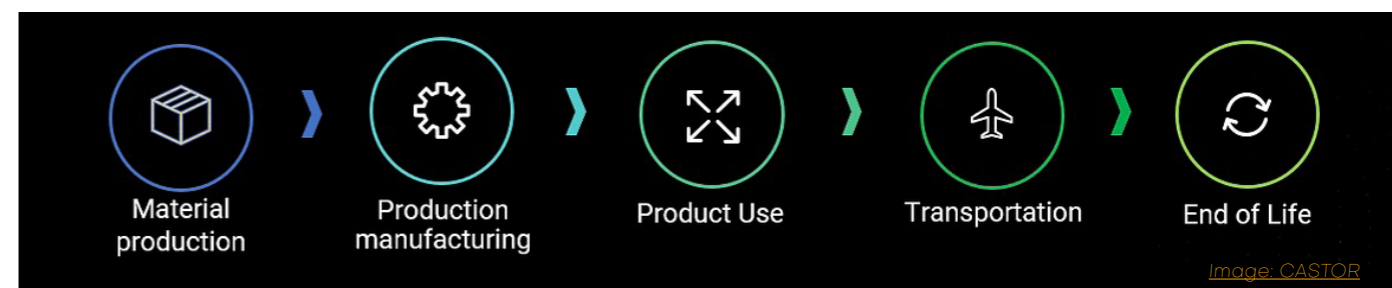 Material
production
Production
manufacturing
Product Use
Transportation
End of Life
Image: CASTOR